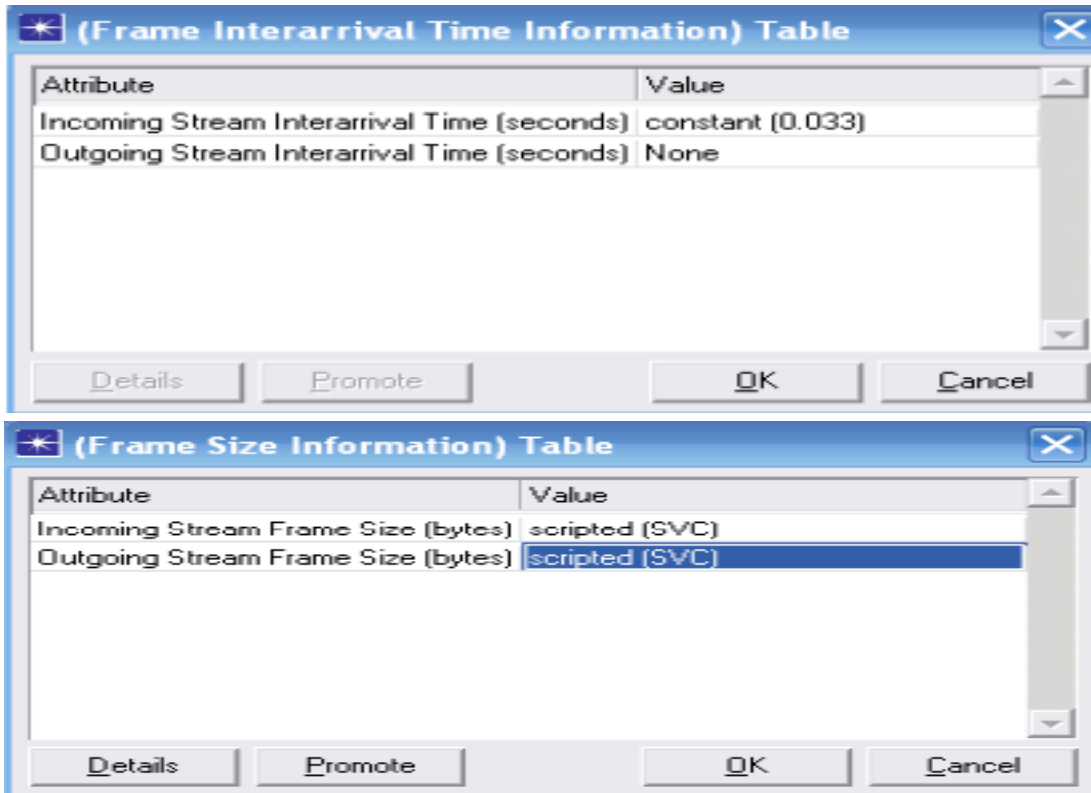 (Frame Interarrival Time Information) Table
Attribute Value
Incoming Stream Interarrival Time (seconds) constant (0.033)
Outgoing Stream Interarrival Time (seconds) None
Details Promote OK Cancel
(Frame Size Information) Table
Attribute Value
Incoming Stream Frame Size (bytes) scripted (SVC)
Outgoing Stream Frame Size (bytes) scripted (SVC)
Details Promote OK Cancel